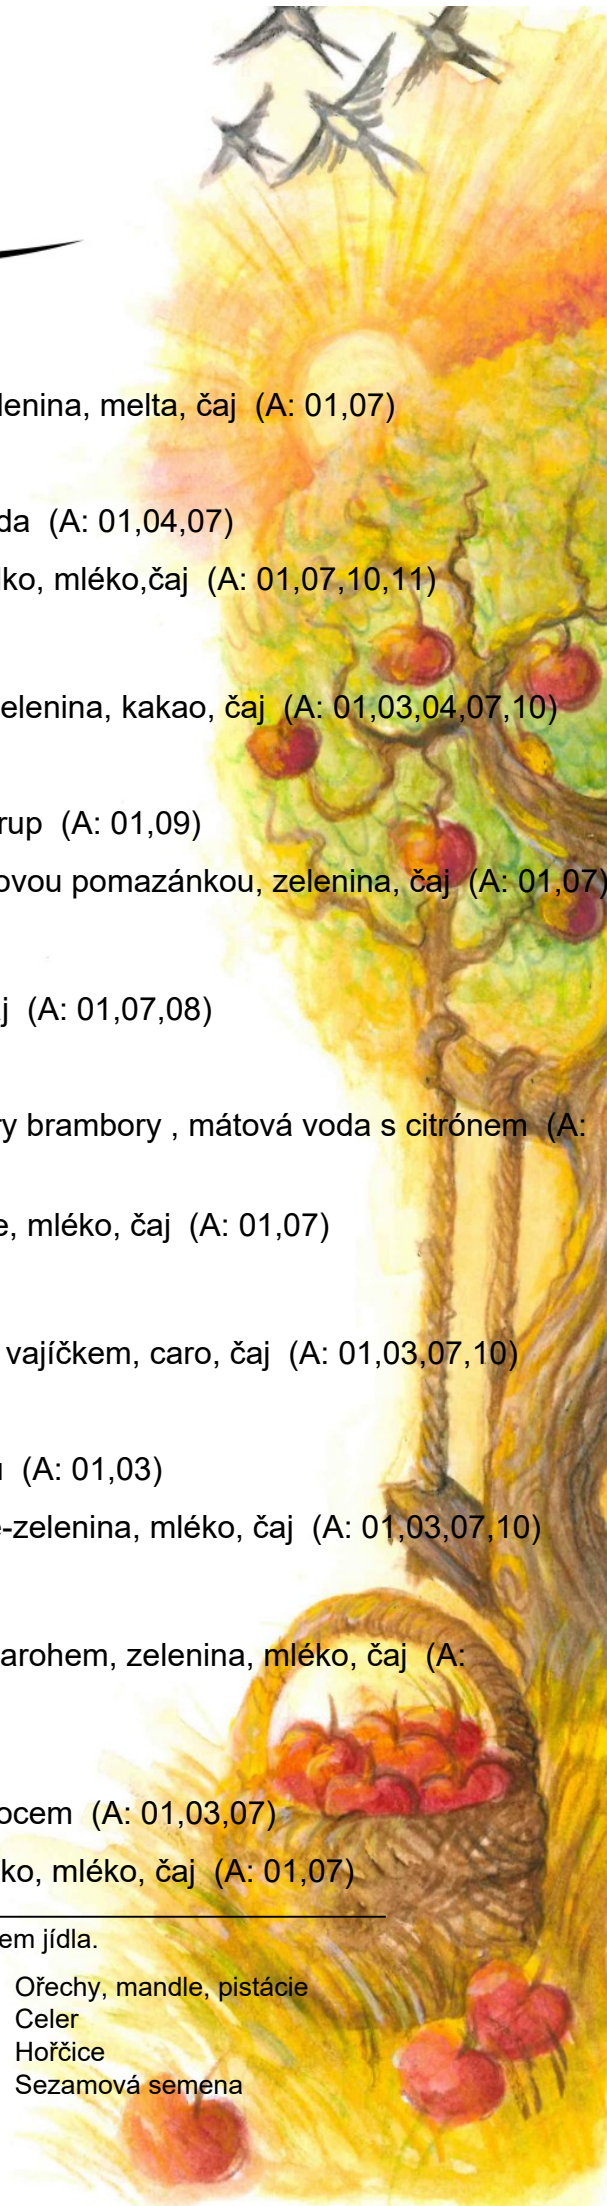 lenina, melta, čaj (A: 01,07)
da (A: 01,04,07)
lko, mléko,čaj (A: 01,07,10,11)
elenina, kakao, čaj (A: 01,03,04,07,10)
rup (A: 01,09)
ovou pomazánkou, zelenina, čaj (A: 01,07)
j (A: 01,07,08)
ry brambory , mátová voda s citrónem (A:
e, mléko, čaj (A: 01,07)
vajíčkem, caro, čaj (A: 01,03,07,10)
u (A: 01,03)
e-zelenina, mléko, čaj (A: 01,03,07,10)
arohem, zelenina, mléko, čaj (A:
ocem (A: 01,03,07)
ko, mléko, čaj (A: 01,07)
em jídla.
Ořechy, mandle, pistácie
Celer
Hořčice
Sezamová semena